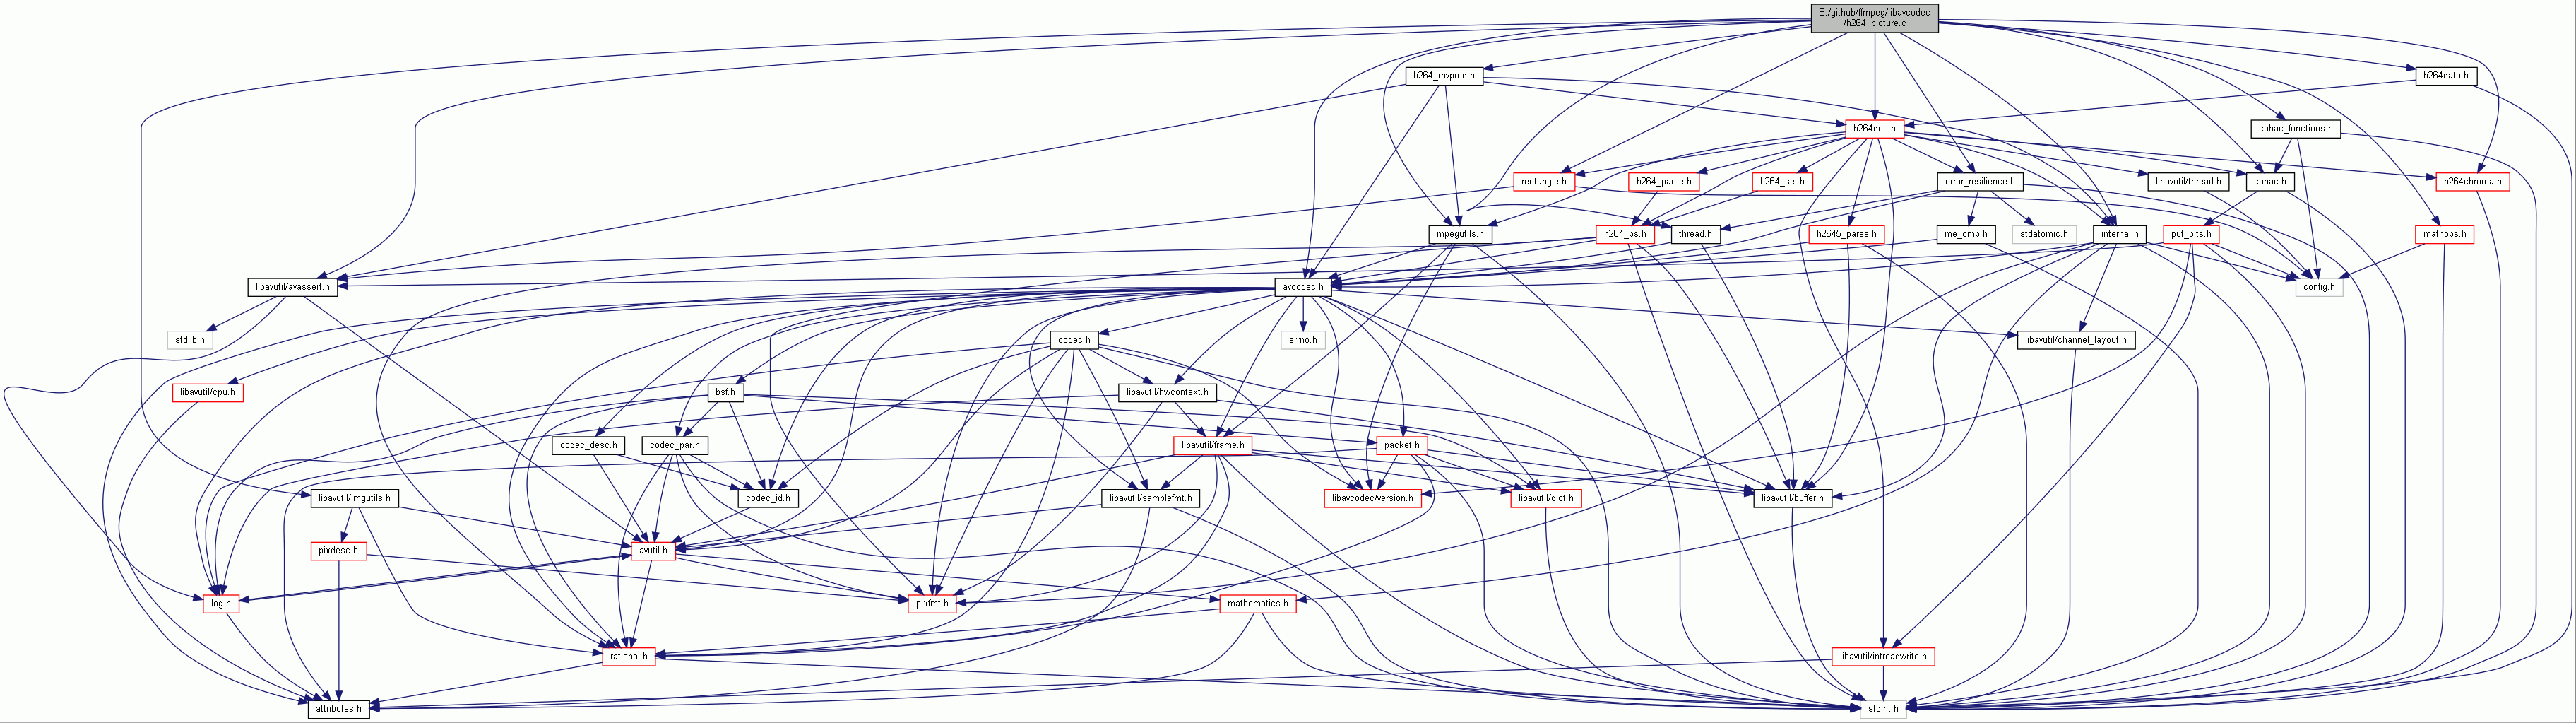 E:/github/ffmpeg/libavcodec
/h264_picture.c
h264_mvpred.h
h264data.h
h264dec.h
cabac_functions.h
rectangle.h
h264_parse.h
h264_sei.h
error_resilience.h
libavutil/thread.h
cabac.h
h264chroma.h
mpegutils.h
h264_ps.h
thread.h
h2645_parse.h
me_cmp.h
stdatomic.h
internal.h
put_bits.h
mathops.h
libavutil/avassert.h
avcodec.h
config.h
stdlib.h
codec.h
errno.h
libavutil/channel_layout.h
libavutil/cpu.h
bsf.h
libavutil/hwcontext.h
codec_desc.h
codec_par.h
libavutil/frame.h
packet.h
libavutil/imgutils.h
codec_id.h
libavutil/samplefmt.h
libavcodec/version.h
libavutil/dict.h
libavutil/buffer.h
pixdesc.h
avutil.h
log.h
pixfmt.h
mathematics.h
rational.h
libavutil/intreadwrite.h
attributes.h
stdint.h